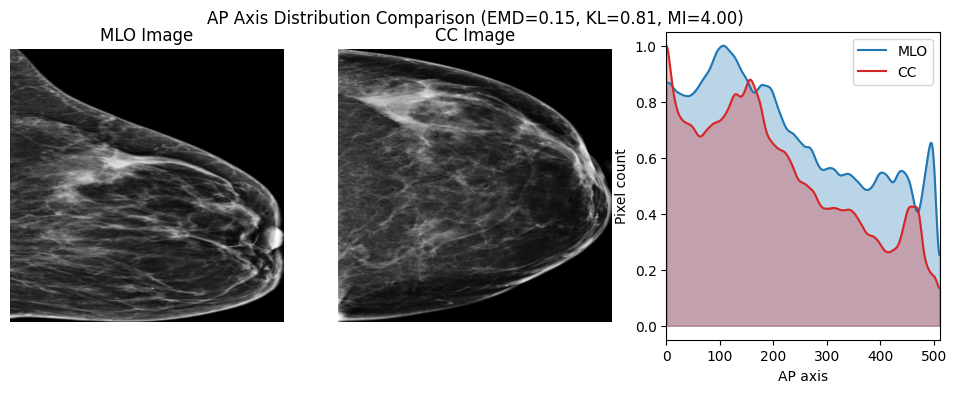 AP Axis Distribution Comparison (EMD=0.15, KL=0.81, MI=4.00)
MLO Image
CC Image
MLO
CC
Pixel count
1.0
0.8
0.6
0.4
0.2
0.0
0 100 200 300 400 500
AP axis